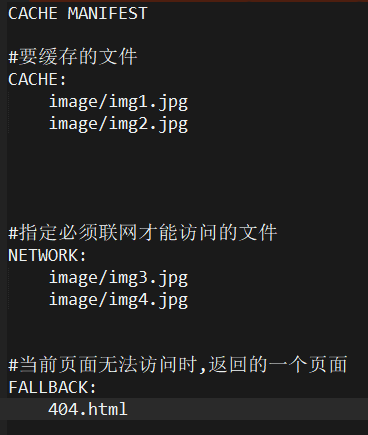 CACHE MANIFEST
#要缓存的文件
CACHE:
image/img1.jpg
image/img2.jpg
#指定必须联网才能访问的文件
NETWORK:
image/img3.jpg
image/img4.jpg
#当前页面无法访问时,返回的一个页面
FALLBACK:
404.html